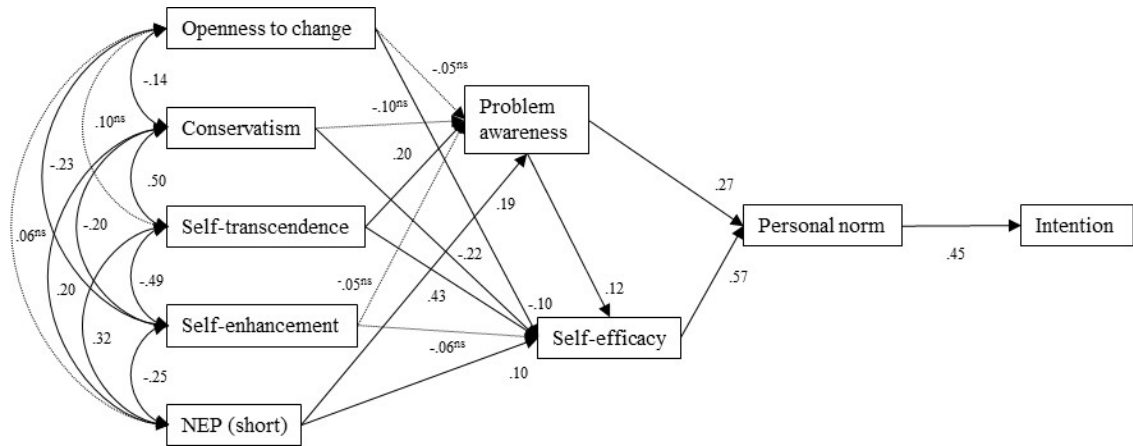 Openness to change
-.05ns
-.14
Problem
awareness
-.10ns
.10ns
Conservatism
.20
-.23
.50
.27
.19
Self-transcendence
Personal norm
Intention
.06ns
-.20
-.22
.45
-.49
-.05ns
.57
.20
.43
-.10
.12
.32
Self-enhancement
Self-efficacy
-.06ns
-.25
.10
NEP (short)